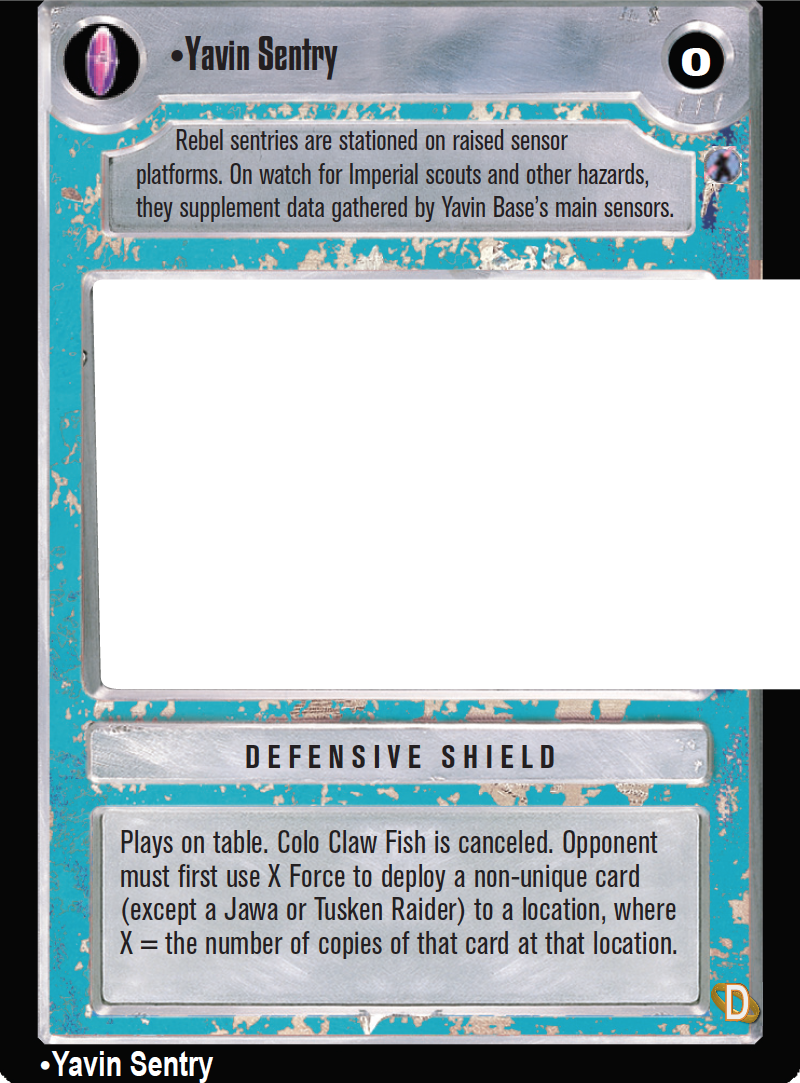 •Yavin Sentry
0
Rebel sentries are stationed on raised sensor
platforms. On watch for Imperial scouts and other hazards,
they supplement data gathered by Yavin Base’s main sensors.
DEFENSIVE SHIELD
Plays on table. Colo Claw Fish is canceled. Opponent
must first use X Force to deploy a non-unique card
(except a Jawa or Tusken Raider) to a location, where
X = the number of copies of that card at that location.
D
•Yavin Sentry